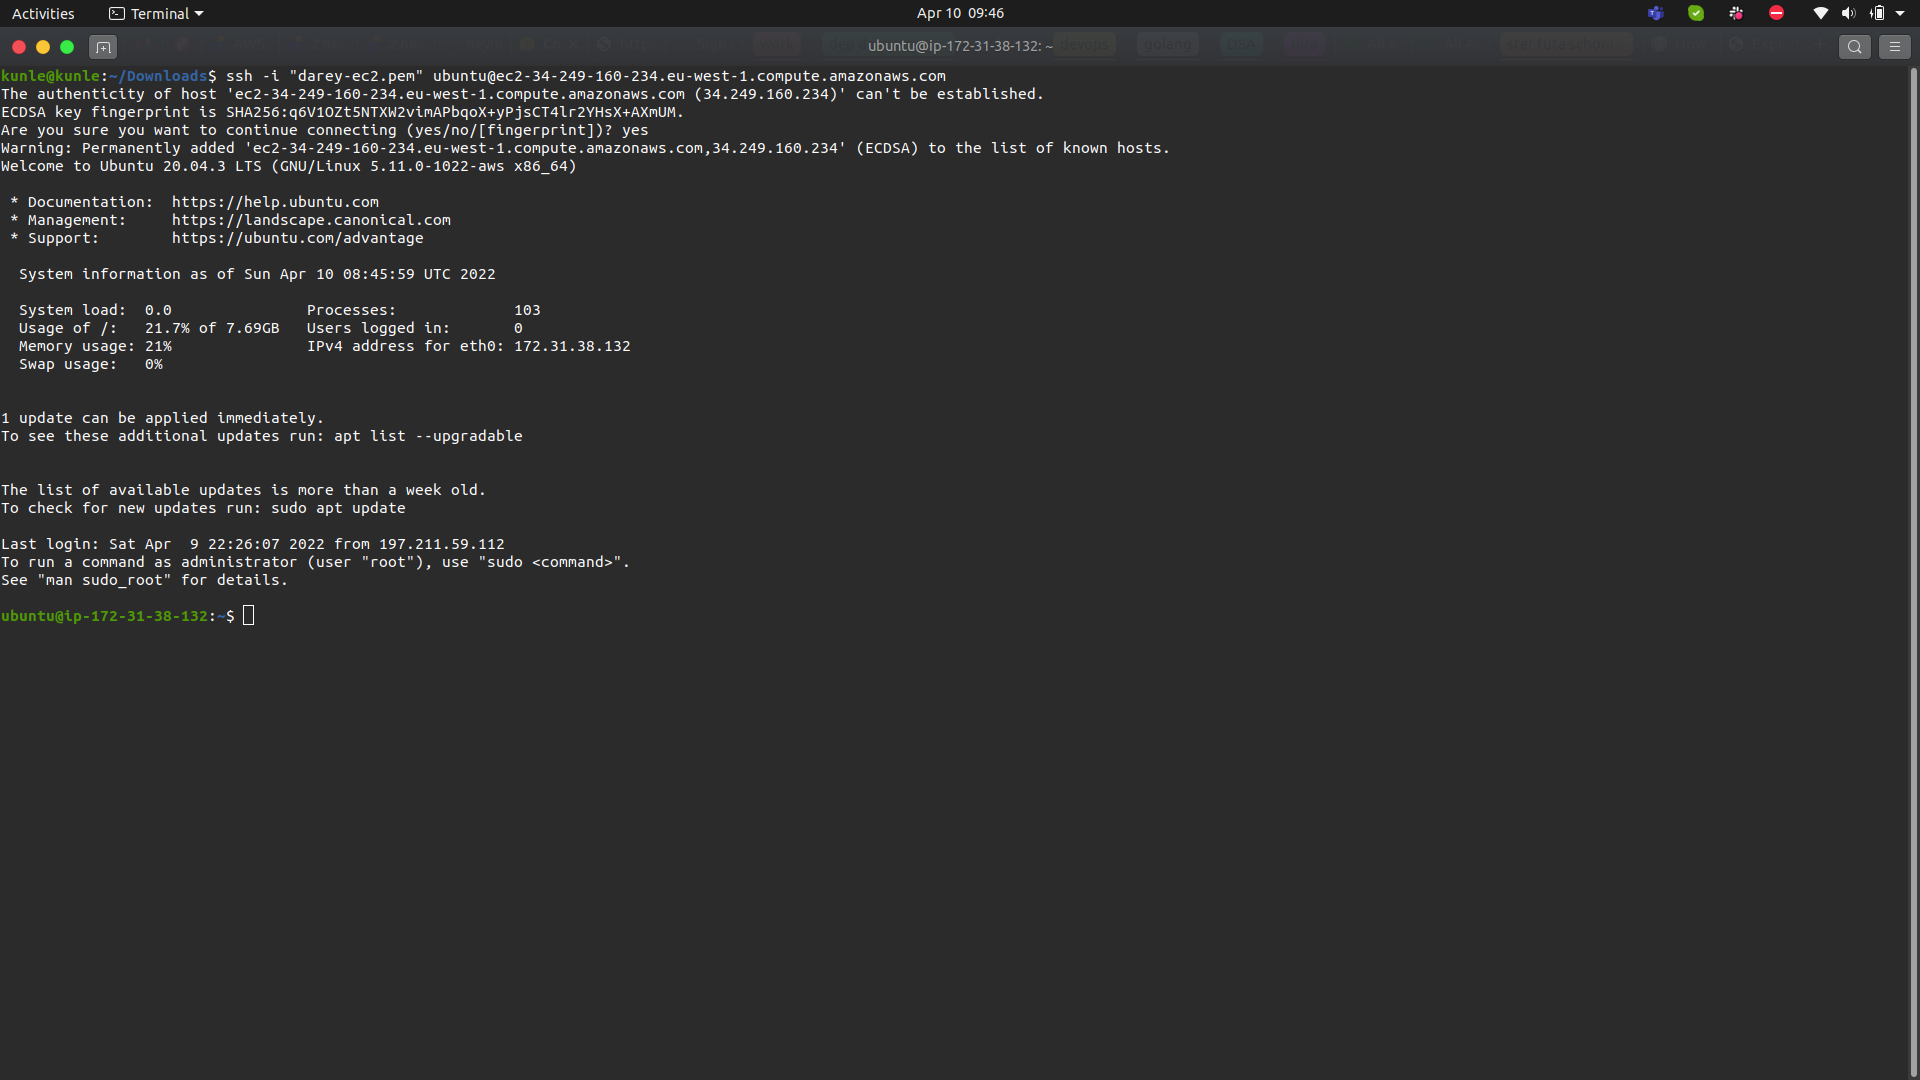 Activities Terminal Apr 10 09:46
ubuntu@ip-172-31-38-132: ~ devops golang
kunle@kunle:~/Downloads$ ssh -i "darey-ec2.pem" ubuntu@ec2-34-249-160-234.eu-west-1.compute.amazonaws.com
The authenticity of host 'ec2-34-249-160-234.eu-west-1.compute.amazonaws.com (34.249.160.234)' can't be established.
ECDSA key fingerprint is SHA256:q6V1OZt5NTXW2vimAPbqoX+yPjsCT4lr2YHsX+AXmUM.
Are you sure you want to continue connecting (yes/no/[fingerprint])? yes
Warning: Permanently added 'ec2-34-249-160-234.eu-west-1.compute.amazonaws.com,34.249.160.234' (ECDSA) to the list of known hosts.
Welcome to Ubuntu 20.04.3 LTS (GNU/Linux 5.11.0-1022-aws x86_64)
* Documentation: https://help.ubuntu.com
* Management: https://landscape.canonical.com
* Support: https://ubuntu.com/advantage
System information as of Sun Apr 10 08:45:59 UTC 2022
System load: 0.0 Processes: 103
Usage of /: 21.7% of 7.69GB Users logged in: 0
Memory usage: 21% IPv4 address for eth0: 172.31.38.132
Swap usage: 0%
1 update can be applied immediately.
To see these additional updates run: apt list --upgradable
The list of available updates is more than a week old.
To check for new updates run: sudo apt update
Last login: Sat Apr 9 22:26:07 2022 from 197.211.59.112
To run a command as administrator (user "root"), use "sudo <command>".
See "man sudo_root" for details.
ubuntu@ip-172-31-38-132:~$